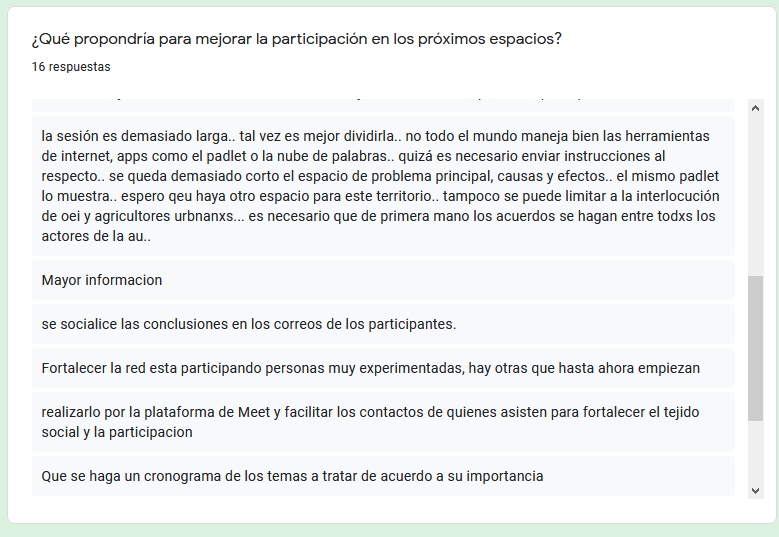 ¿Qué propondría para mejorar la participación en los próximos espacios?
16 respuestas
la sesión es demasiado larga.. tal vez es mejor dividirla.. no todo el mundo maneja bien las herramientas
de internet, apps como el padlet o la nube de palabras.. quizá es necesario enviar instrucciones al
respecto.. se queda demasiado corto el espacio de problema principal, causas y efectos.. el mismo padlet
lo muestra.. espero qeu haya otro espacio para este territorio.. tampoco se puede limitar a la interlocución
de oei y agricultores urbnanxs... es necesario que de primera mano los acuerdos se hagan entre todxs los
actores de la au..
Mayor informacion
se socialice las conclusiones en los correos de los participantes.
Fortalecer la red esta participando personas muy experimentadas, hay otras que hasta ahora empiezan
realizarlo por la plataforma de Meet y facilitar los contactos de quienes asisten para fortalecer el tejido
social y la participacion
Que se haga un cronograma de los temas a tratar de acuerdo a su importancia